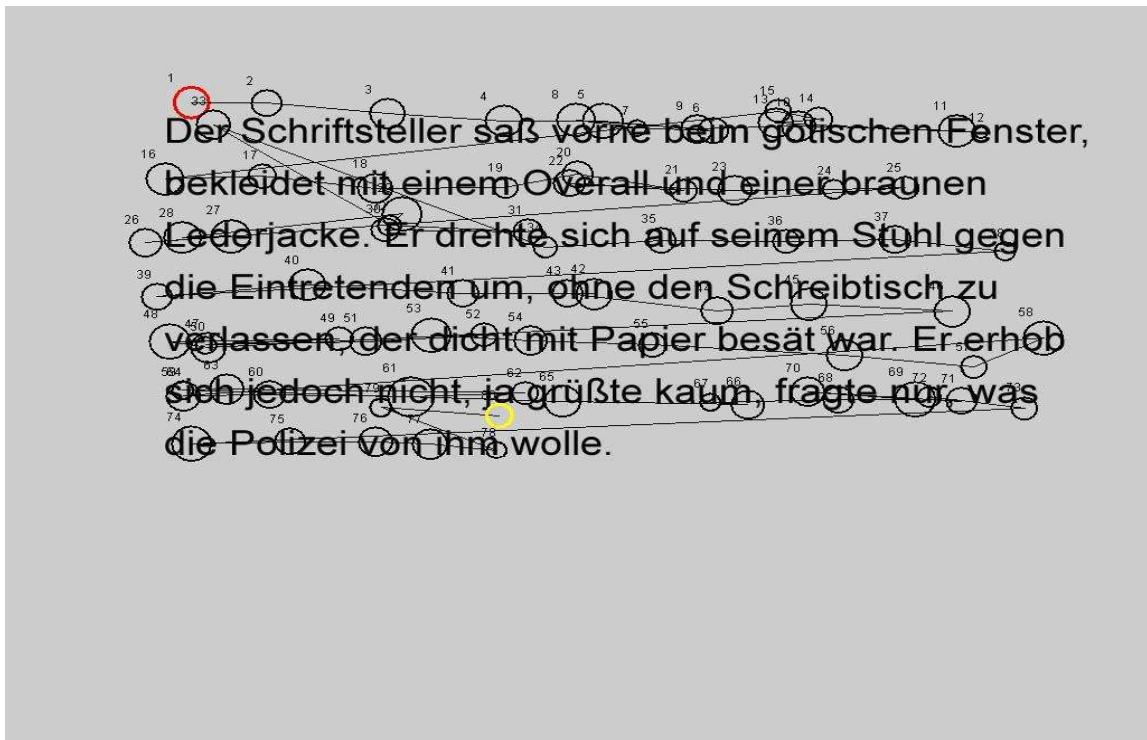 Der Schriftsteller saß vorne beim gotischen Fenster,
bekleidet mit einem Overall und einer braunen
Lederjacke. Er drehte sich auf seinem Stuhl gegen
die Eintretenden um, ohne den Schreibtisch zu
verlassen, der dicht mit Papier besät war. Er erhob
sich jedoch nicht, ja grüßte kaum, fragte nur, was
die Polizei von ihm wolle.